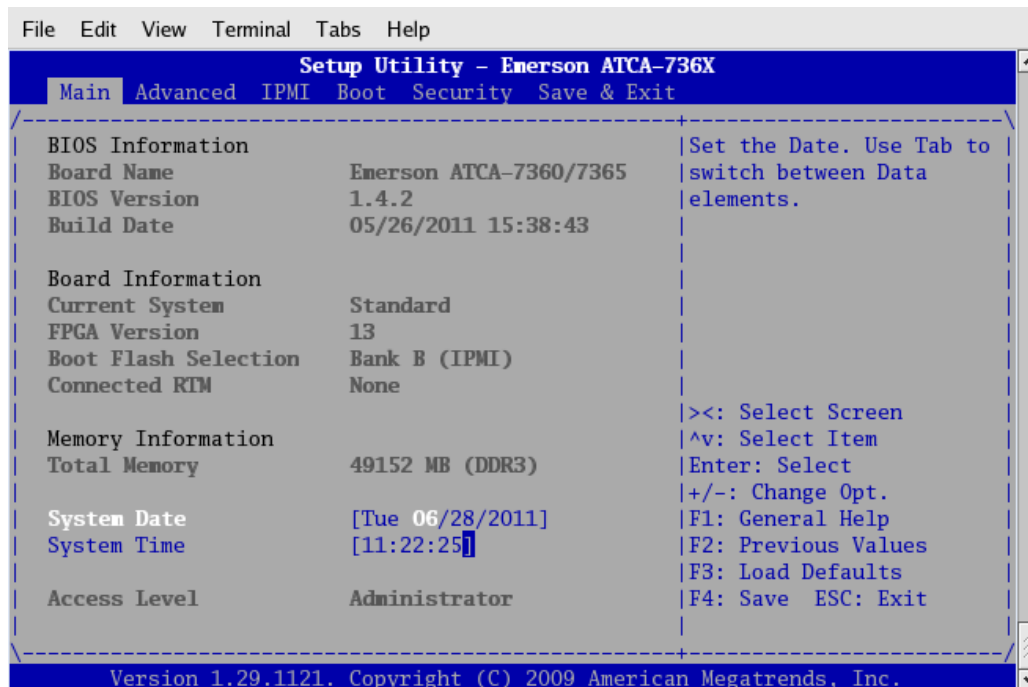 File Edit View Terminal Tabs Help
Setup Utility – Emerson ATCA–736X
Main Advanced IPMI Boot Security Save & Exit
BIOS Information
Board Name Emerson ATCA–7360/7365
BIOS Version 1.4.2
Build Date 05/26/2011 15:38:43
Board Information
Current System Standard
FPGA Version 13
Boot Flash Selection Bank B (IPMI)
Connected RTM None
Memory Information
Total Memory 49152 MB (DDR3)
System Date [Tue 06/28/2011]
System Time [11:22:25]
Access Level Administrator
Set the Date. Use Tab to
switch between Data
elements.
><: Select Screen
^v: Select Item
Enter: Select
+/–: Change Opt.
F1: General Help
F2: Previous Values
F3: Load Defaults
F4: Save ESC: Exit
Version 1.29.1121. Copyright (C) 2009 American Megatrends, Inc.